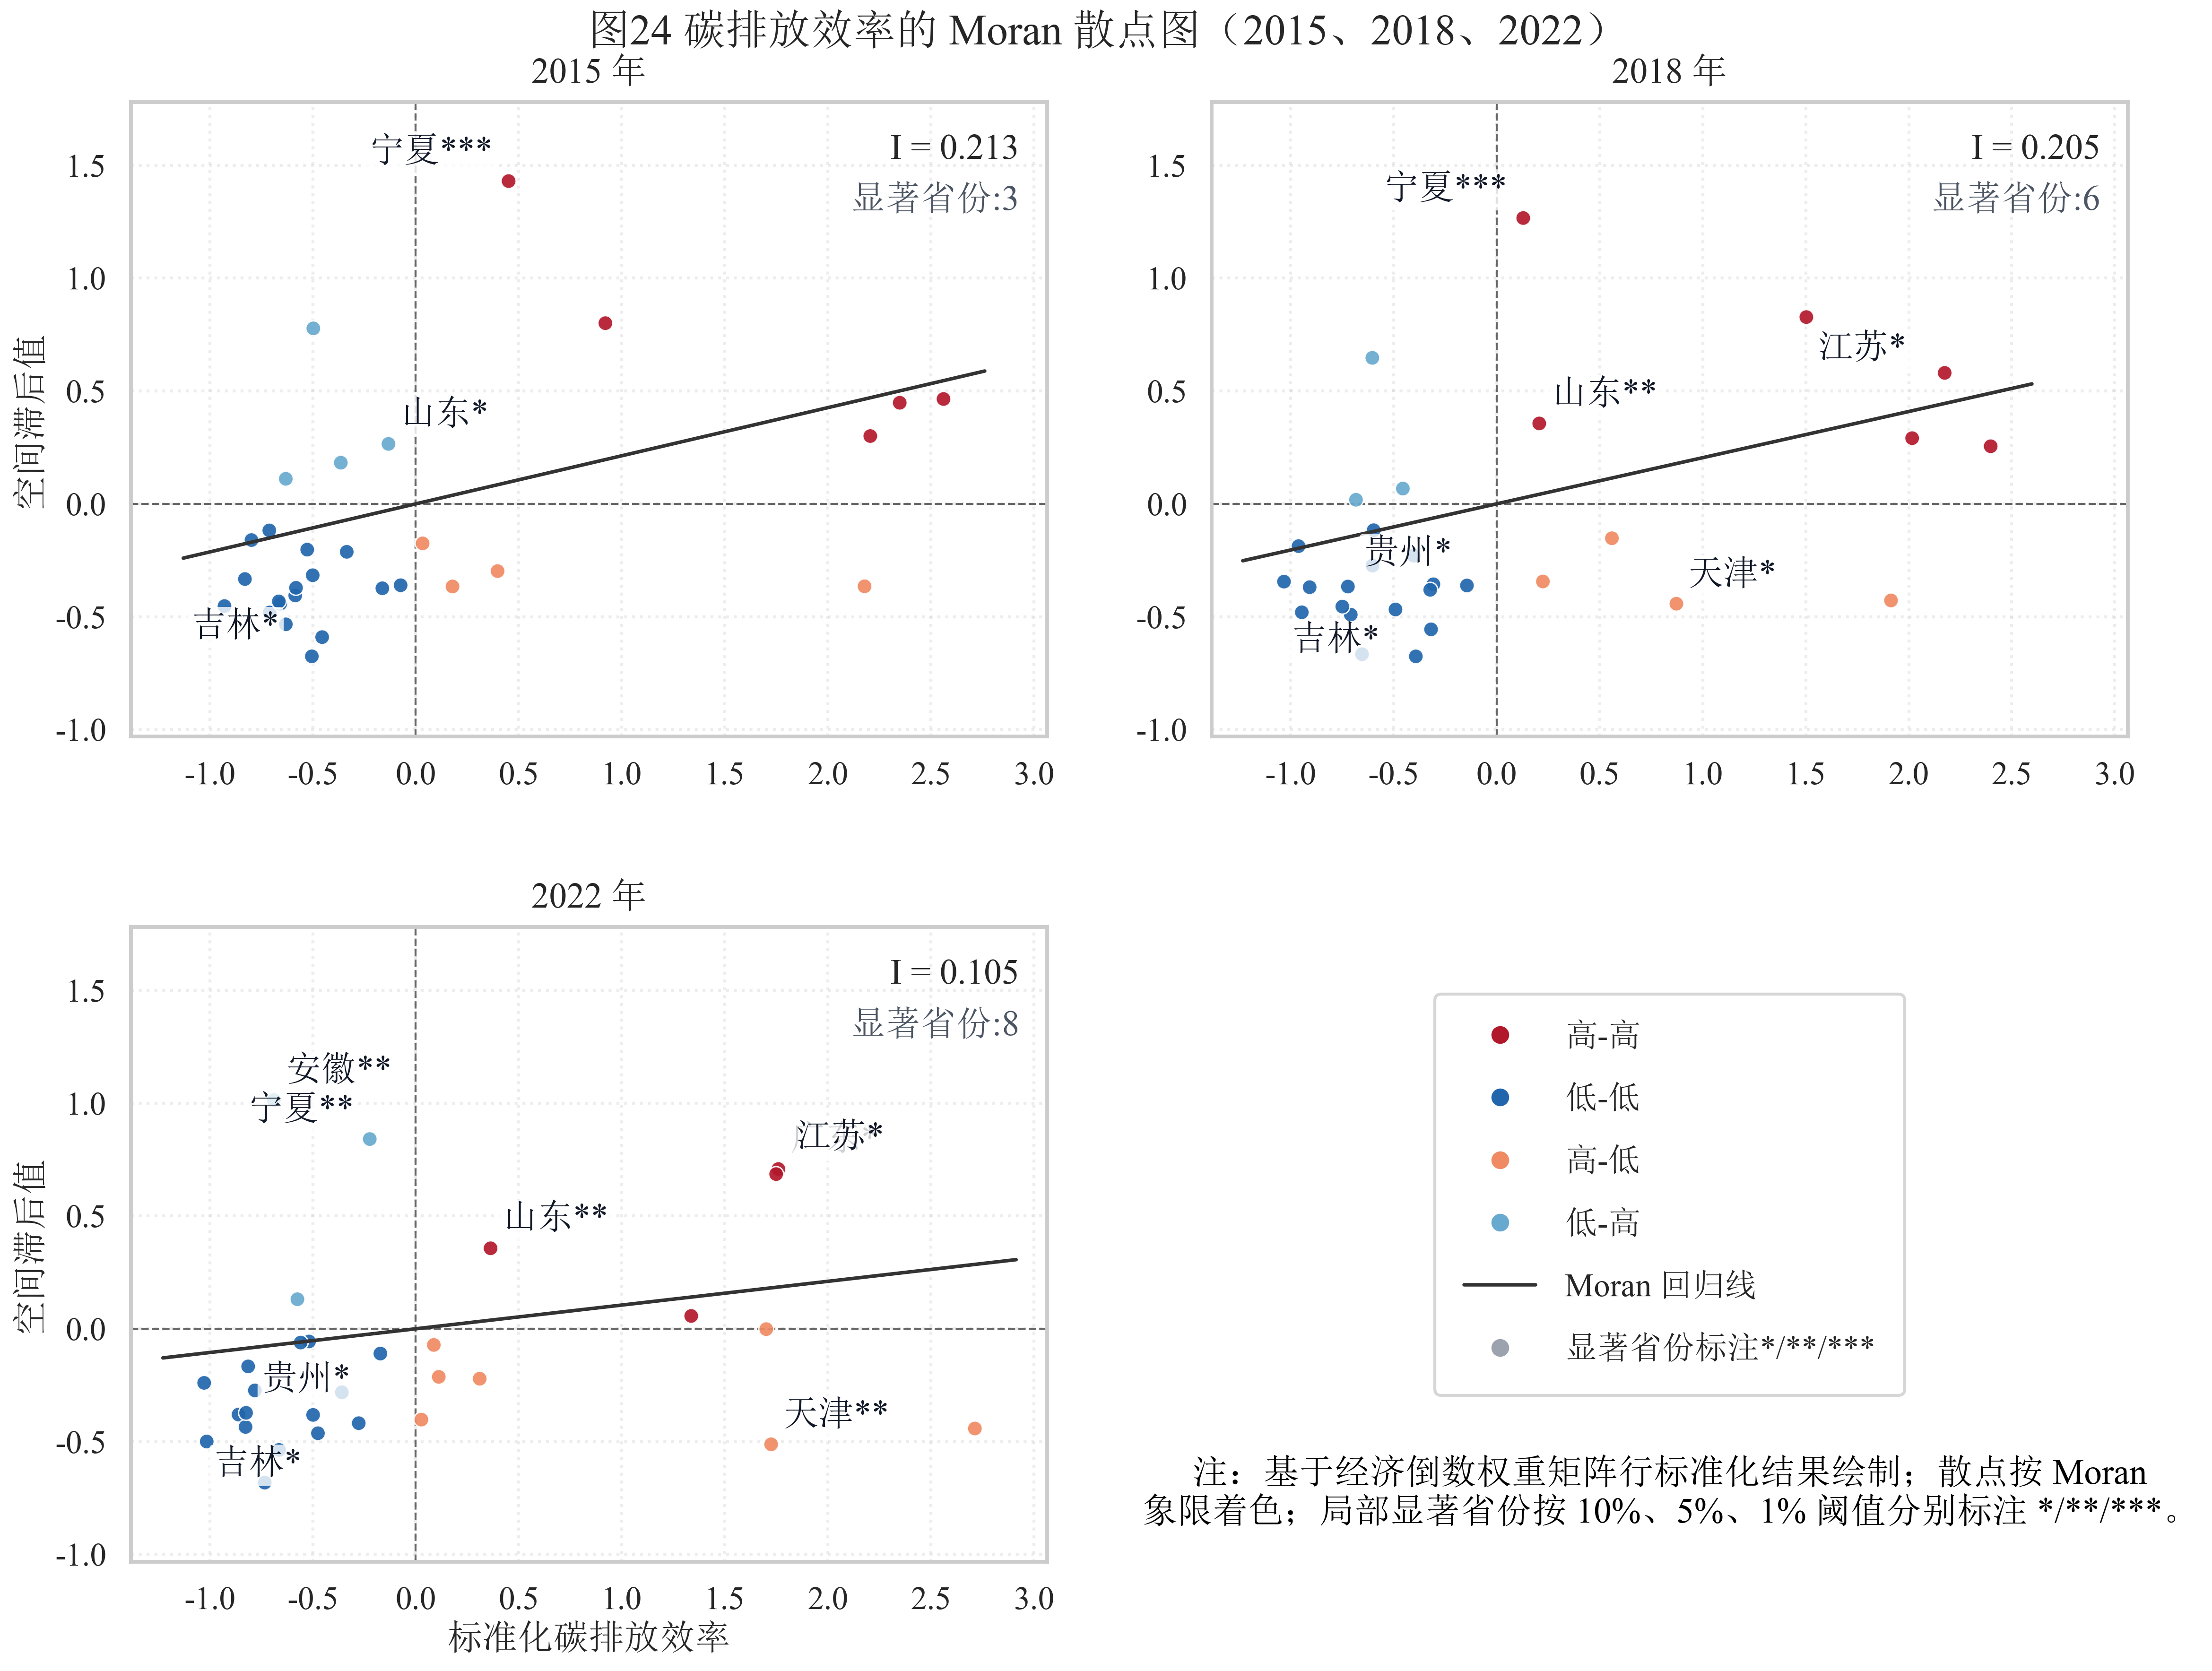 图24 碳排放效率的 Moran 散点图（2015、2018、2022）
2015 年
宁夏***
I = 0.213
显著省份:3
山东*
吉林*
空间滞后值
1.5
1.0
0.5
0.0
-0.5
-1.0
-1.0 -0.5 0.0 0.5 1.0 1.5 2.0 2.5 3.0
2018 年
宁夏***
I = 0.205
显著省份:6
江苏*
山东**
贵州*
天津*
吉林*
1.5
1.0
0.5
0.0
-0.5
-1.0
-1.0 -0.5 0.0 0.5 1.0 1.5 2.0 2.5 3.0
2022 年
I = 0.105
显著省份:8
安徽**
宁夏**
江苏*
山东**
贵州*
天津**
吉林*
空间滞后值
1.5
1.0
0.5
0.0
-0.5
-1.0
-1.0 -0.5 0.0 0.5 1.0 1.5 2.0 2.5 3.0
标准化碳排放效率
高-高
低-低
高-低
低-高
Moran 回归线
显著省份标注*/**/***
注：基于经济倒数权重矩阵行标准化结果绘制；散点按 Moran
象限着色；局部显著省份按 10%、5%、1% 阈值分别标注 */**/***。